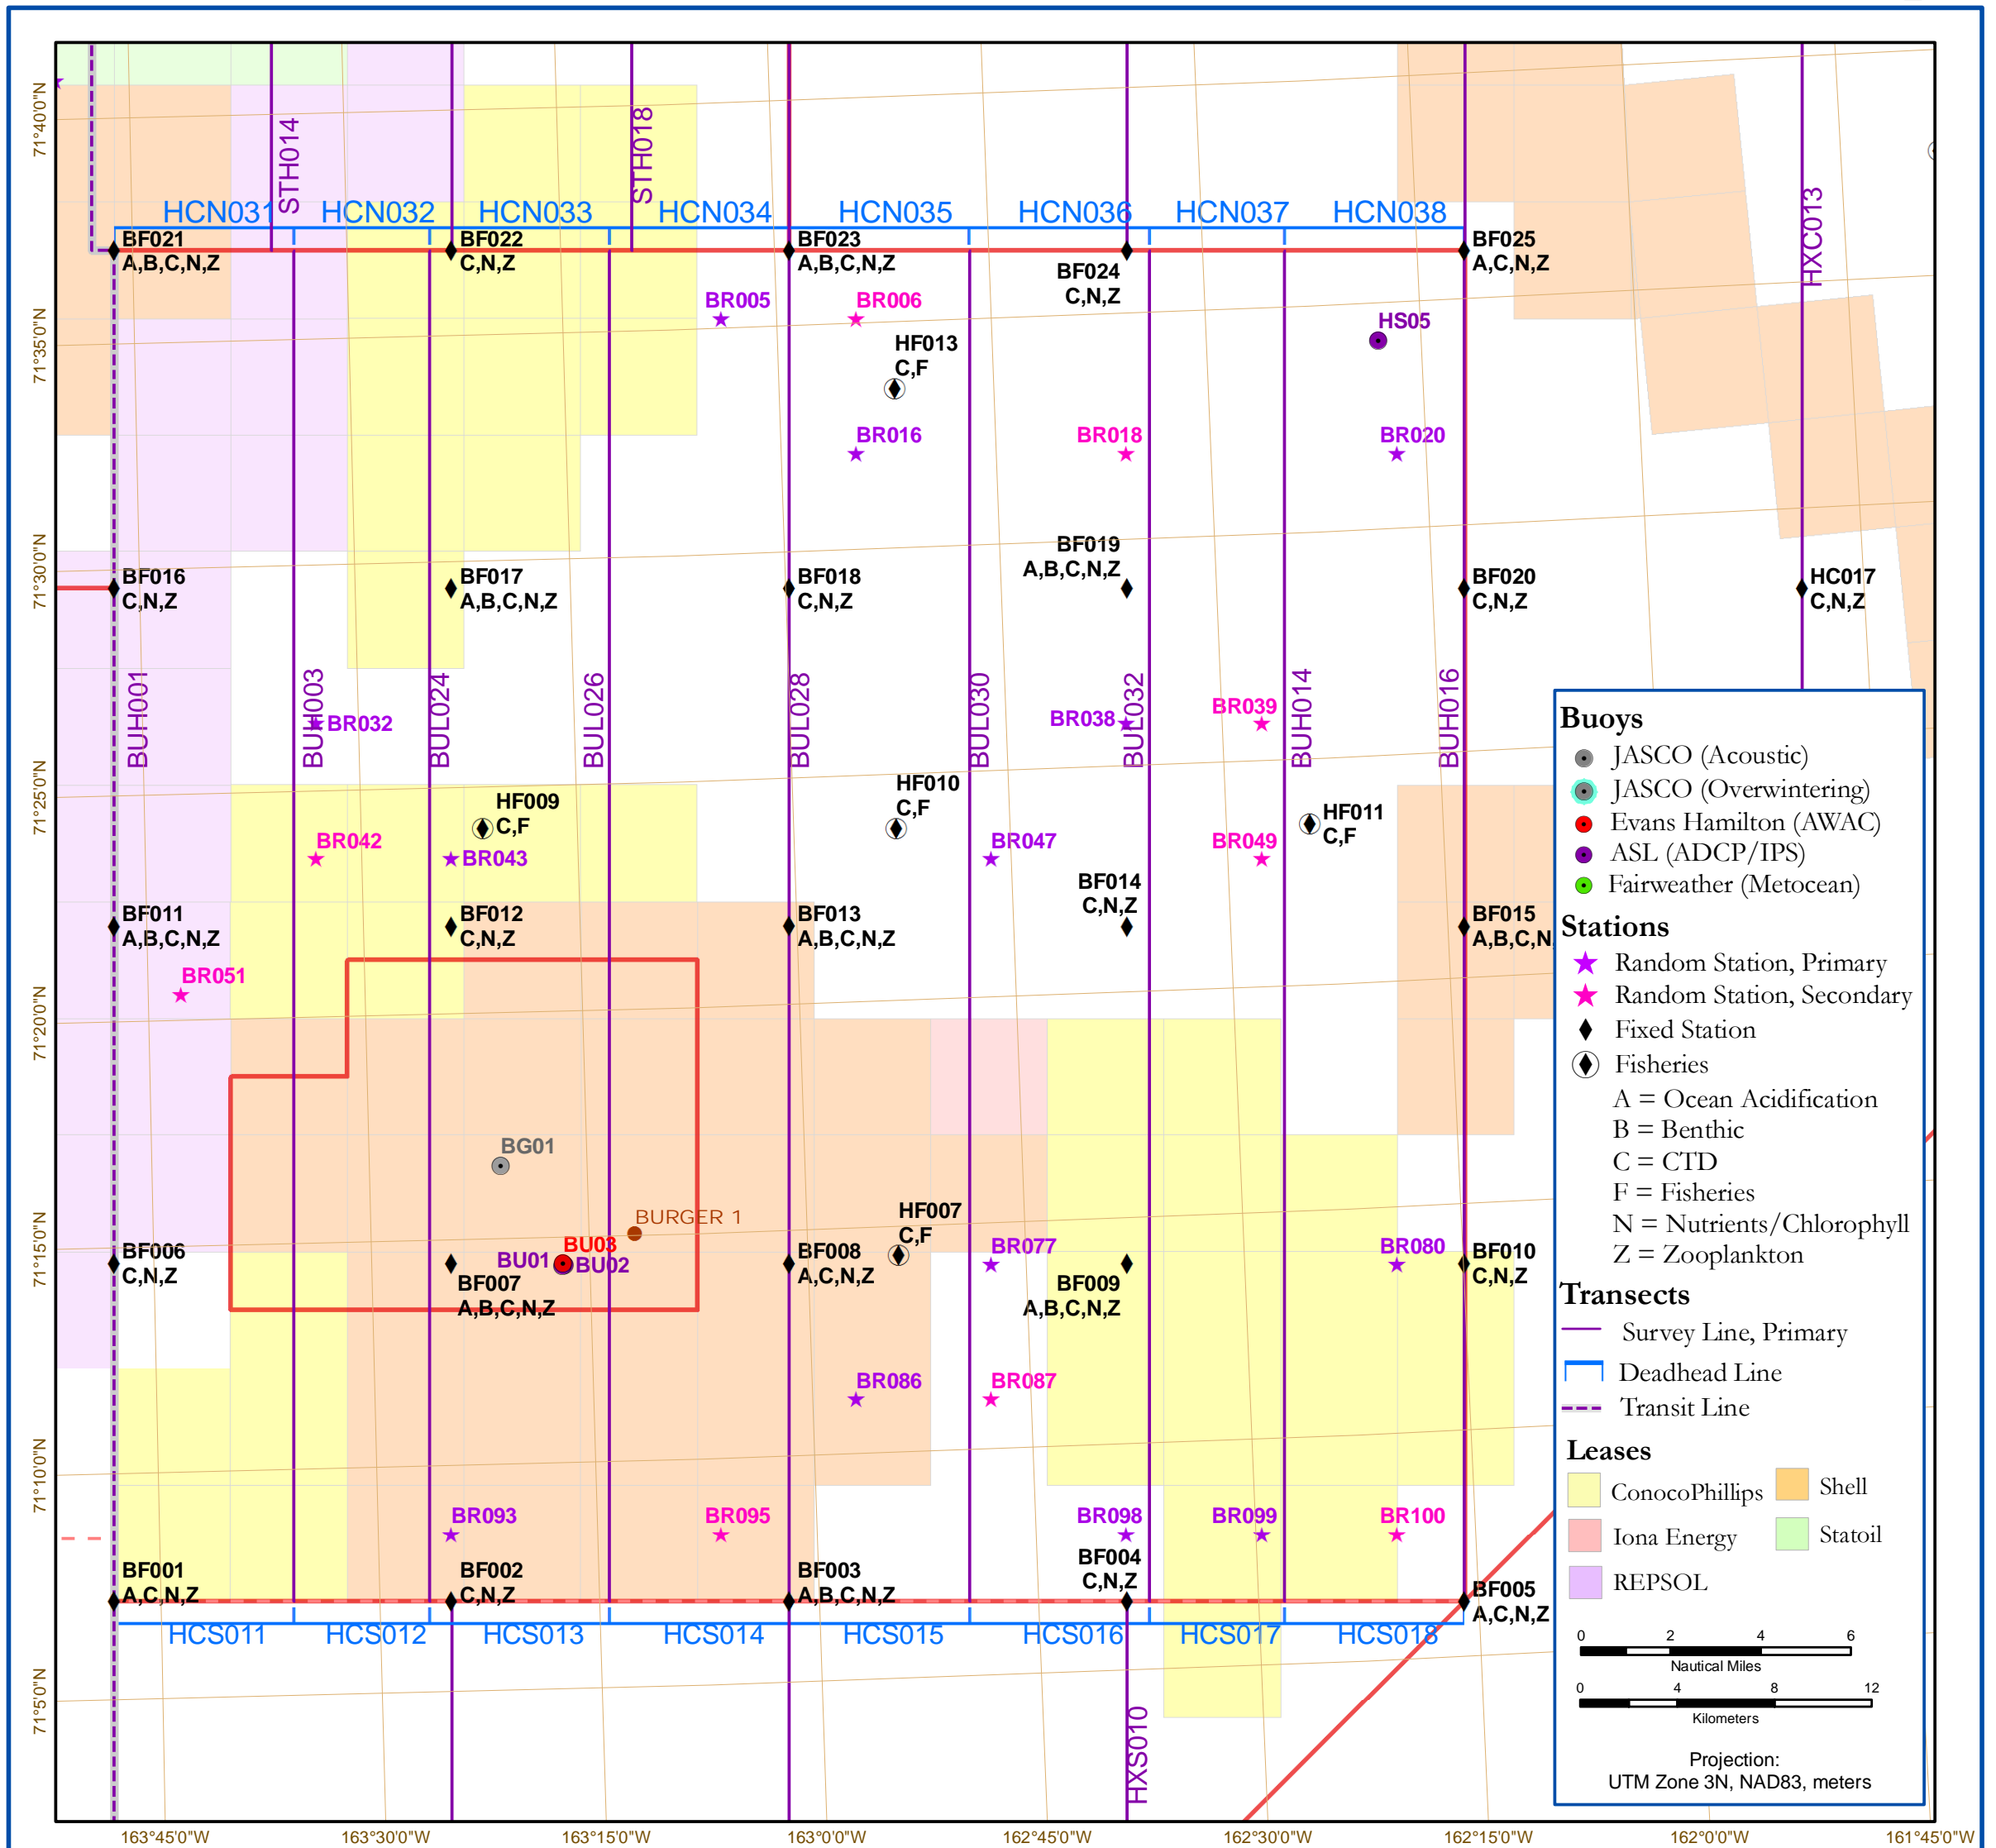 STH014
STH018
HXC013
71°40'0"N
71°35'0"N
71°30'0"N
71°25'0"N
71°20'0"N
71°15'0"N
71°10'0"N
71°5'0"N
HCN031
HCN032
HCN033
HCN034
HCN035
HCN036
HCN037
HCN038
BF021
A,B,C,N,Z
BF022
C,N,Z
BF023
A,B,C,N,Z
BF024
C,N,Z
BF025
A,C,N,Z
BR005
BR006
HS05
HF013
C,F
BR016
BR018
BR020
BF016
C,N,Z
BF017
A,B,C,N,Z
BF018
C,N,Z
BF019
A,B,C,N,Z
BF020
C,N,Z
HC017
C,N,Z
BUH001
BUH003
BUL024
BUL026
BUL028
BUL030
BUL032
BUH014
BUH016
BR032
BR038
BR039
HF009
C,F
HF010
C,F
HF011
C,F
BR042
BR043
BR047
BR049
BF011
A,B,C,N,Z
BF012
C,N,Z
BF013
A,B,C,N,Z
BF014
C,N,Z
BF015
A,B,C,N
BR051
BG01
BURGER 1
HF007
C,F
BF006
C,N,Z
BF007
A,B,C,N,Z
BU01
BU03
BU02
BF008
A,C,N,Z
BR077
BF009
A,B,C,N,Z
BR080
BF010
C,N,Z
BR086
BR087
BR093
BR095
BR098
BR099
BR100
BF001
A,C,N,Z
BF002
C,N,Z
BF003
A,B,C,N,Z
BF004
C,N,Z
BF005
A,C,N,Z
HCS011
HCS012
HCS013
HCS014
HCS015
HCS016
HCS017
HCS018
HXS010
163°45'0"W
163°30'0"W
163°15'0"W
163°0'0"W
162°45'0"W
162°30'0"W
162°15'0"W
162°0'0"W
161°45'0"W
Buoys
JASCO (Acoustic)
JASCO (Overwintering)
Evans Hamilton (AWAC)
ASL (ADCP/IPS)
Fairweather (Metocean)
Stations
Random Station, Primary
Random Station, Secondary
Fixed Station
Fisheries
A = Ocean Acidification
B = Benthic
C = CTD
F = Fisheries
N = Nutrients/Chlorophyll
Z = Zooplankton
Transects
Survey Line, Primary
Deadhead Line
Transit Line
Leases
ConocoPhillips
Shell
Iona Energy
Statoil
REPSOL
0 2 4 6
Nautical Miles
0 4 8 12
Kilometers
Projection:
UTM Zone 3N, NAD83, meters